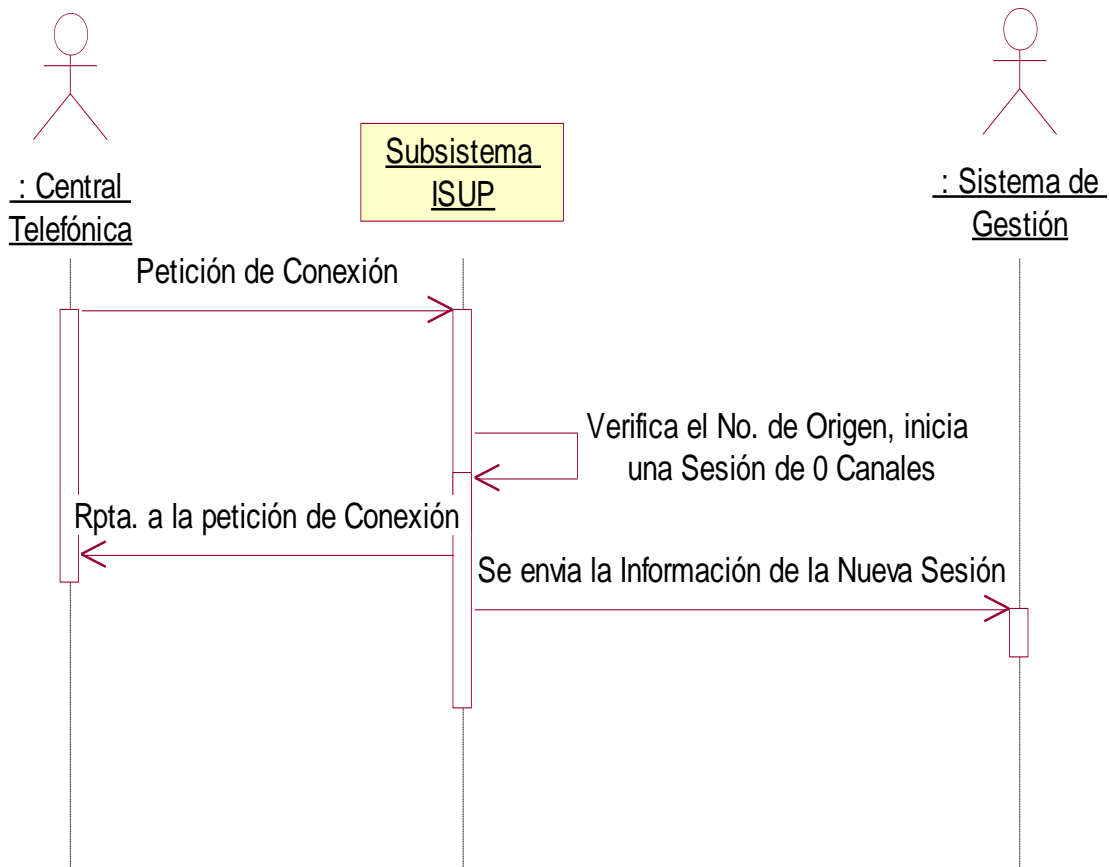 : Central
Telefónica
Subsistema
ISUP
: Sistema de
Gestión
Petición de Conexión
Verifica el No. de Origen, inicia
una Sesión de 0 Canales
Rpta. a la petición de Conexión
Se envia la Información de la Nueva Sesión